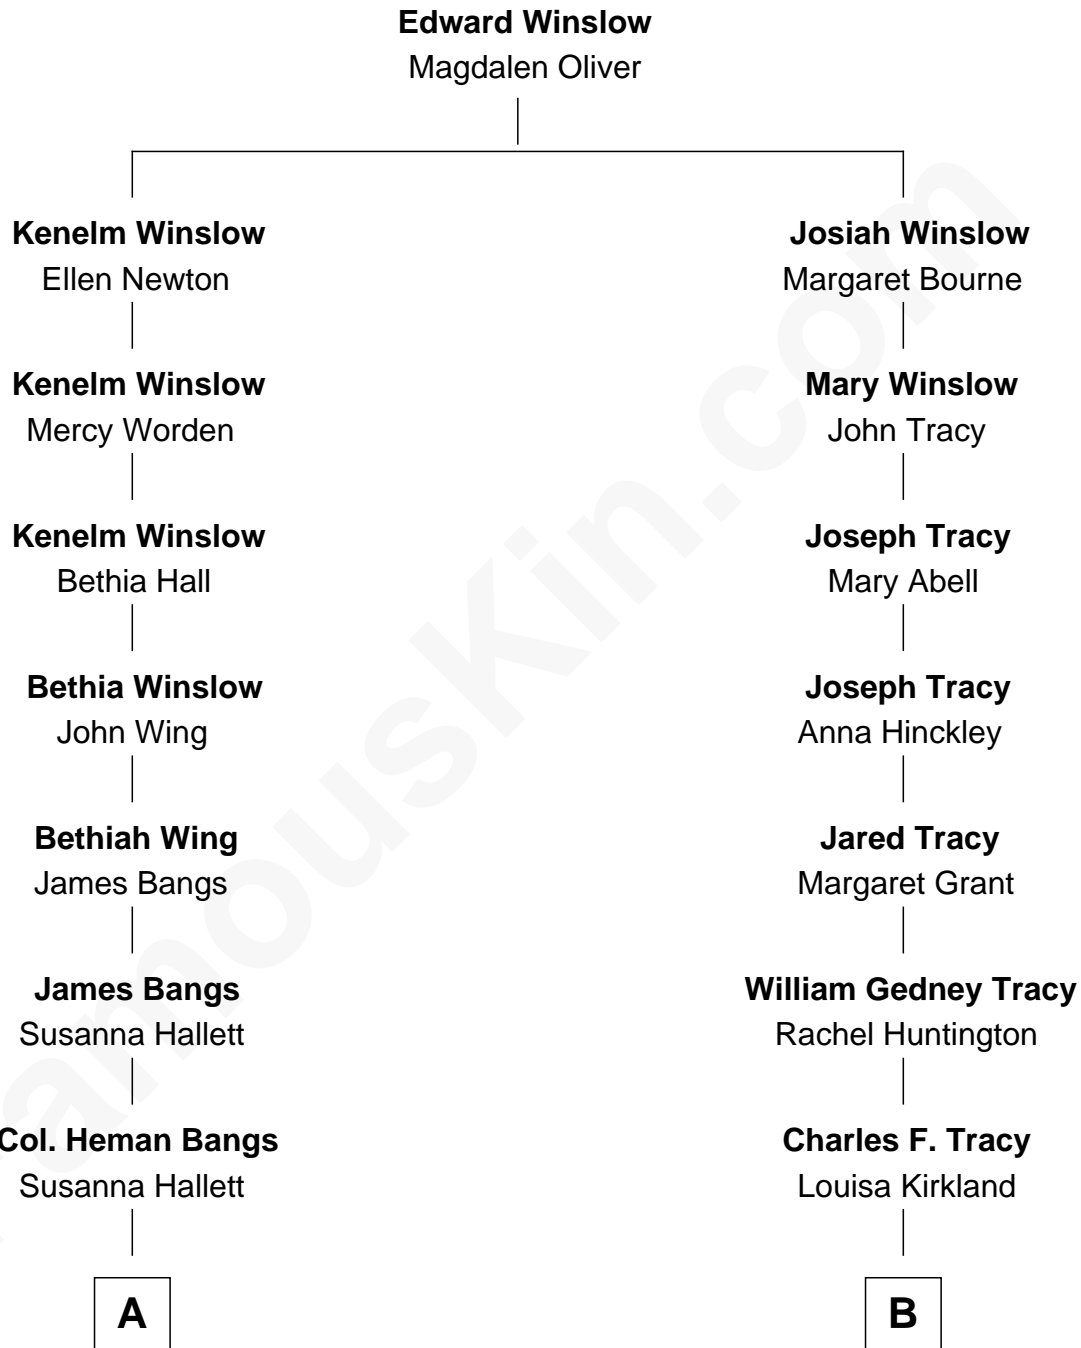 Edward Winslow
Magdalen Oliver
Kenelm Winslow
Ellen Newton
Josiah Winslow
Margaret Bourne
Kenelm Winslow
Mercy Worden
Mary Winslow
John Tracy
Kenelm Winslow
Bethia Hall
Joseph Tracy
Mary Abell
Bethia Winslow
John Wing
Joseph Tracy
Anna Hinckley
Bethiah Wing
James Bangs
Jared Tracy
Margaret Grant
James Bangs
Susanna Hallett
William Gedney Tracy
Rachel Huntington
Col. Heman Bangs
Susanna Hallett
Charles F. Tracy
Louisa Kirkland
A
B
FamousKin.com